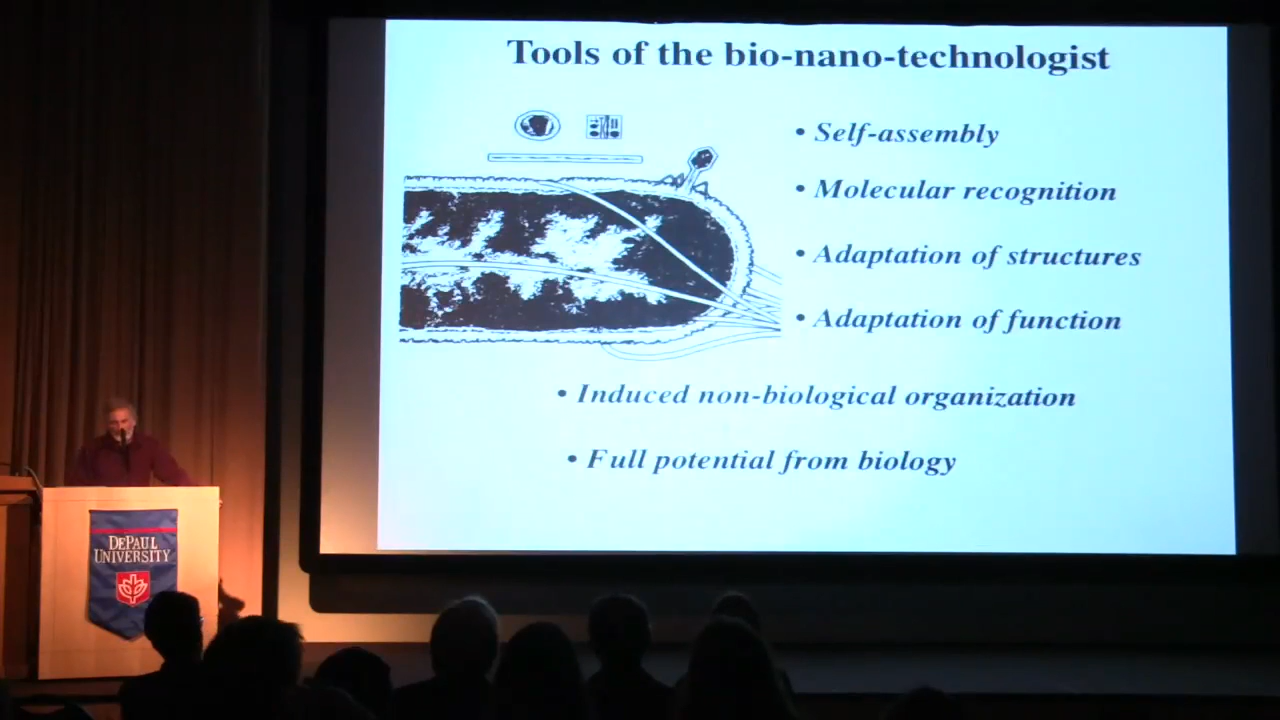 Tools of the bio-nano-technologist
• Self-assembly
• Molecular recognition
• Adaptation of structures
• Adaptation of function
• Induced non-biological organization
• Full potential from biology
DEPAUL
UNIVERSITY